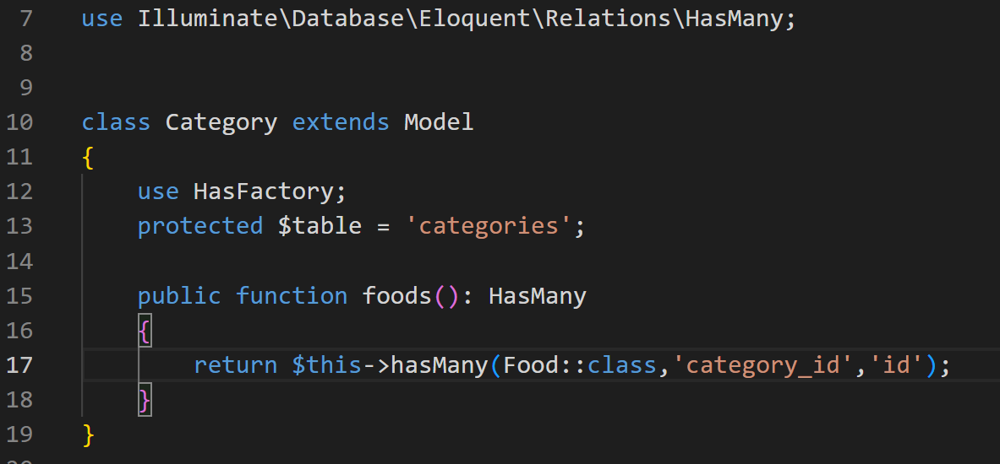 7 use Illuminate\Database\Eloquent\Relations\HasMany;
8
9
10 class Category extends Model
11 {
12 use HasFactory;
13 protected $table = 'categories';
14
15 public function foods(): HasMany
16 {
17 return $this->hasMany(Food::class,'category_id','id');
18 }
19 }